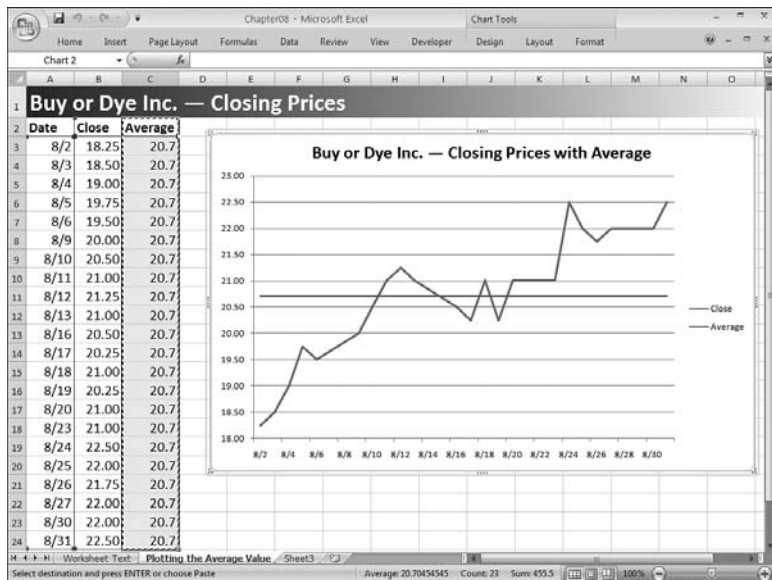 Chapter08 - Microsoft Excel
Chart Tools
Home Insert Page Layout Formulas Data Review View Developer Design Layout Format
Chart 2 fx
A B C D E F G H I J K L M N O
1 Buy or Dye Inc. — Closing Prices
2 Date Close Average
3 8/2 18.25 20.7
4 8/3 18.50 20.7
5 8/4 19.00 20.7
6 8/5 19.75 20.7
7 8/6 19.50 20.7
8 8/9 20.00 20.7
9 8/10 20.50 20.7
10 8/11 21.00 20.7
11 8/12 21.25 20.7
12 8/13 21.00 20.7
13 8/16 20.50 20.7
14 8/17 20.25 20.7
15 8/18 21.00 20.7
16 8/19 20.25 20.7
17 8/20 21.00 20.7
18 8/23 21.00 20.7
19 8/24 22.50 20.7
20 8/25 22.00 20.7
21 8/26 21.75 20.7
22 8/27 22.00 20.7
23 8/30 22.00 20.7
24 8/31 22.50 20.7
Buy or Dye Inc. — Closing Prices with Average
23.00
22.50
22.00
21.50
21.00
20.50
20.00
19.50
19.00
18.50
18.00
8/2 8/4 8/6 8/8 8/10 8/12 8/14 8/16 8/18 8/20 8/22 8/24 8/26 8/28 8/30
Close
Average
Worksheet Text Plotting the Average Value Sheet3
Select destination and press ENTER or choose Paste Average: 20.70454545 Count: 23 Sum: 455.5 100%